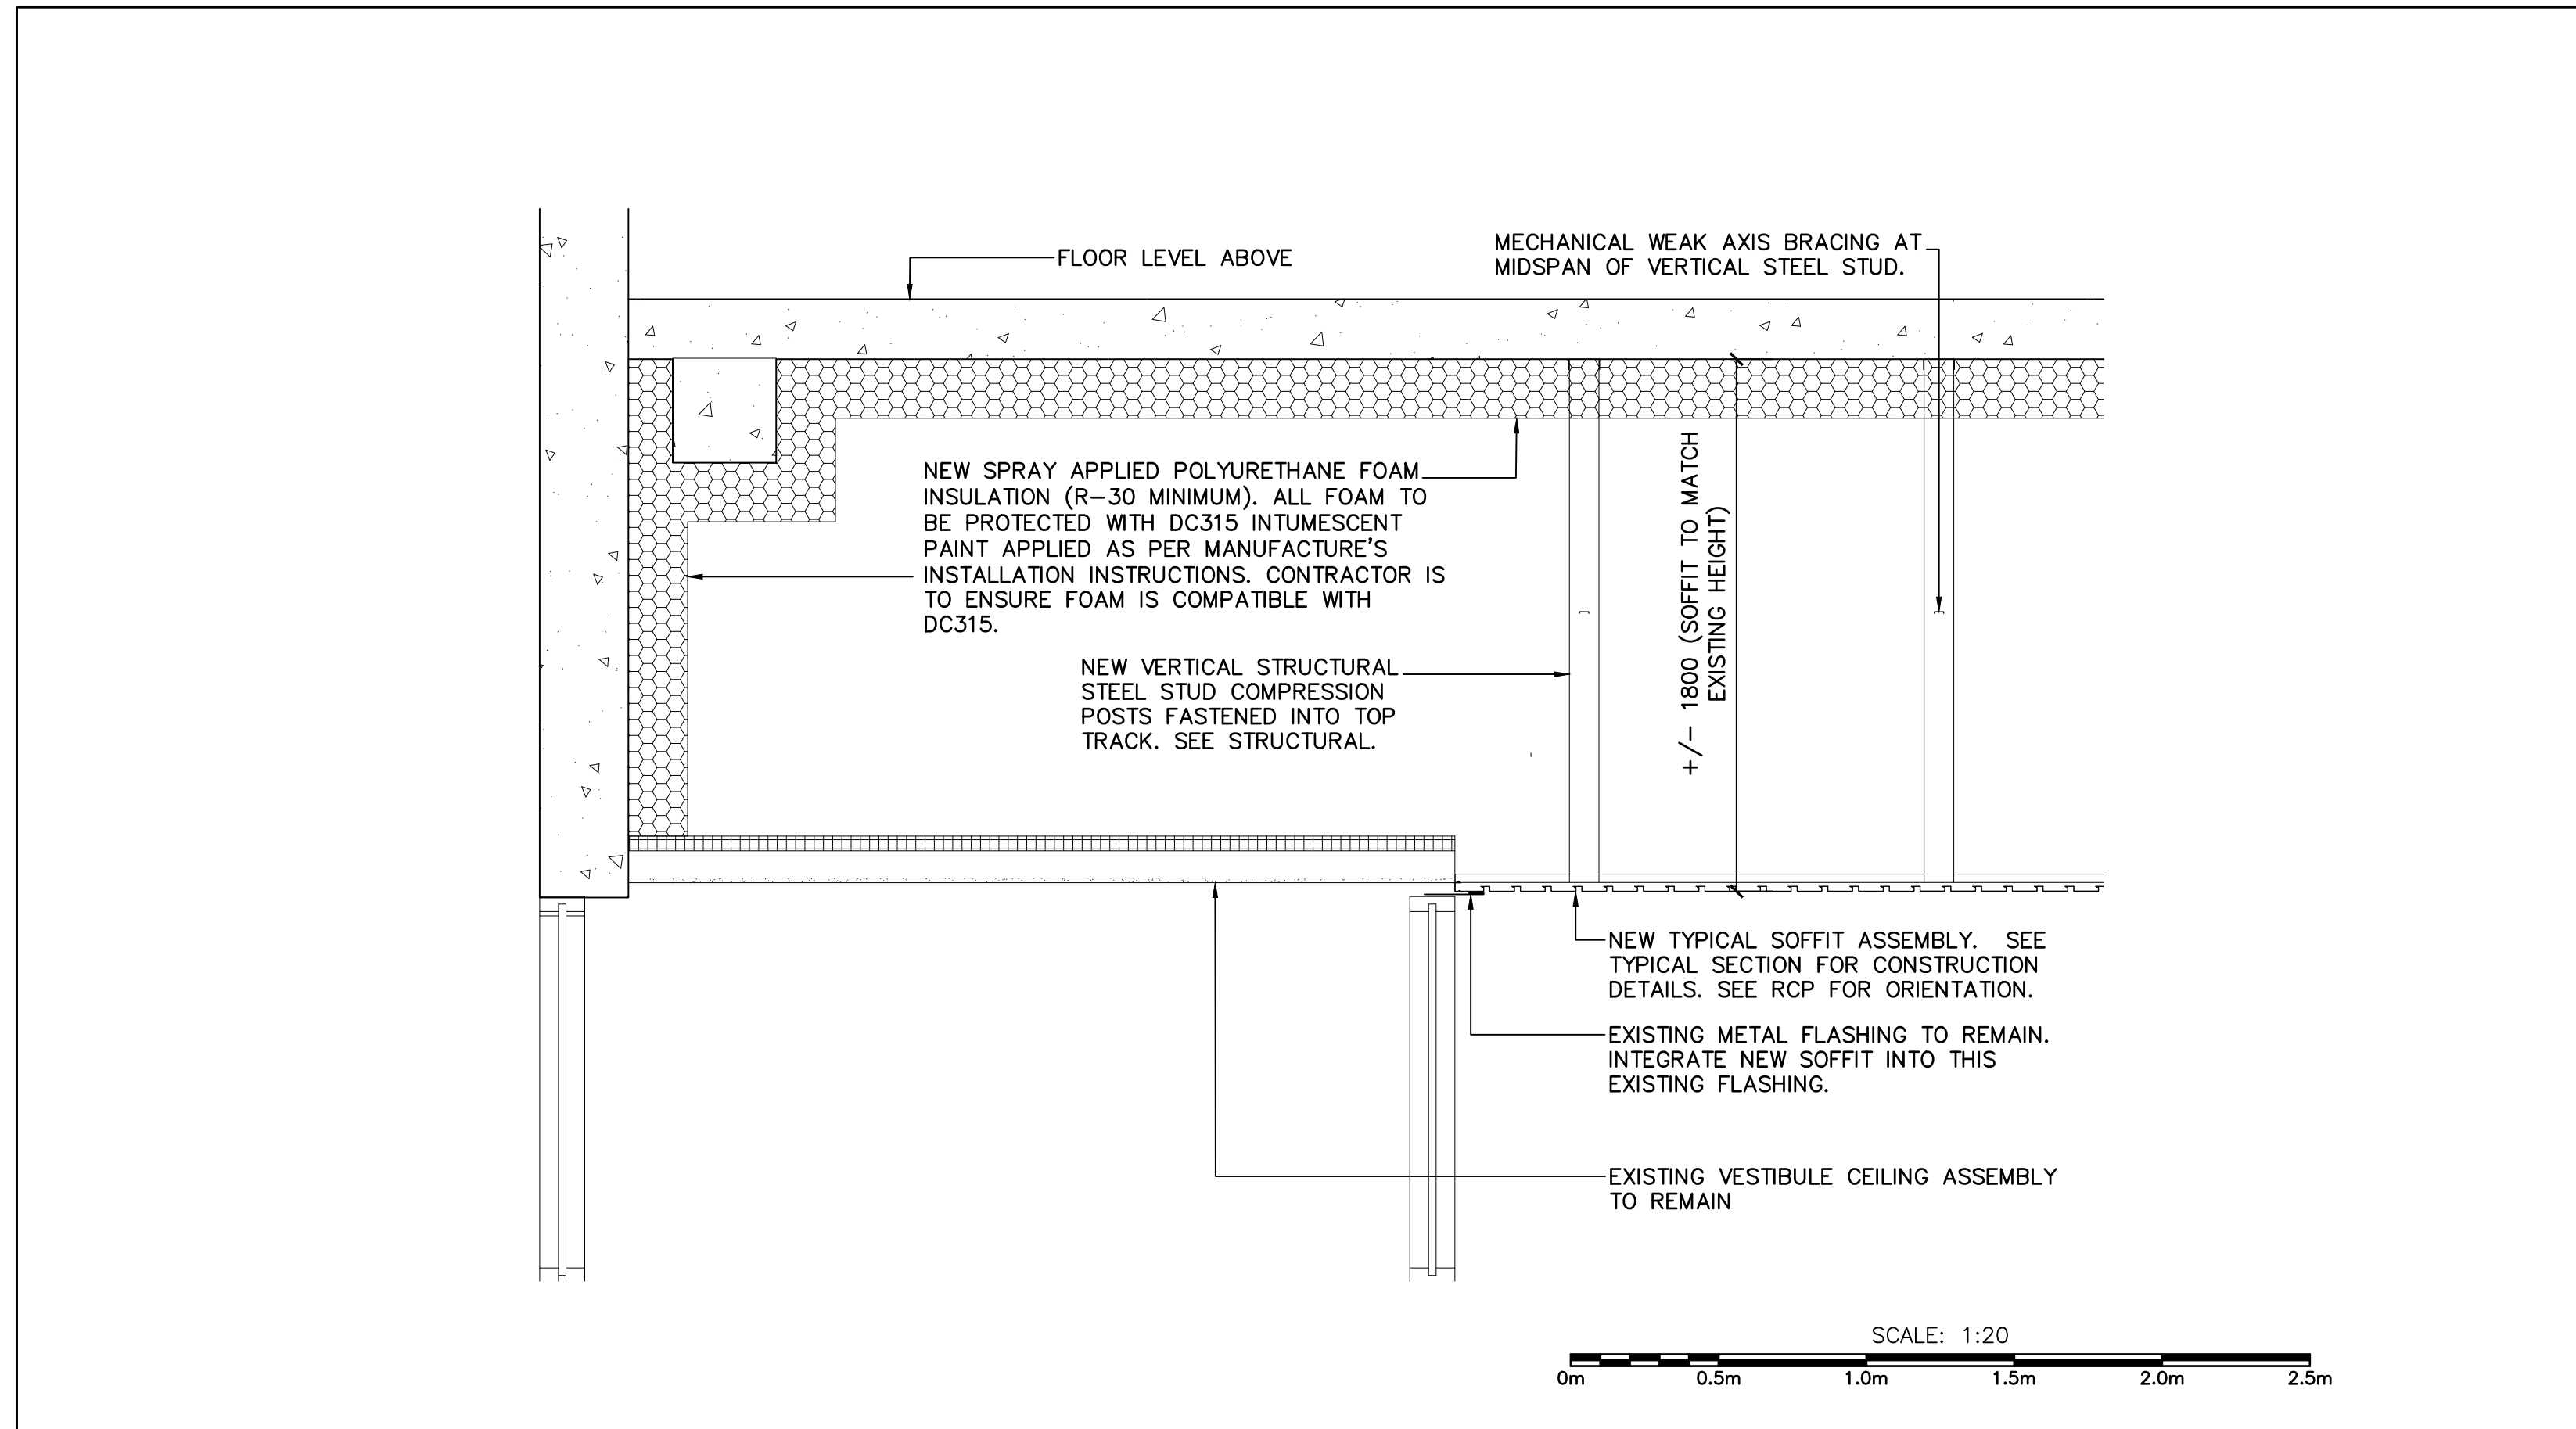 FLOOR LEVEL ABOVE
MECHANICAL WEAK AXIS BRACING AT
MIDSPAN OF VERTICAL STEEL STUD.
NEW SPRAY APPLIED POLYURETHANE FOAM
INSULATION (R-30 MINIMUM). ALL FOAM TO
BE PROTECTED WITH DC315 INTUMESCENT
PAINT APPLIED AS PER MANUFACTURE'S
INSTALLATION INSTRUCTIONS. CONTRACTOR IS
TO ENSURE FOAM IS COMPATIBLE WITH
DC315.
NEW VERTICAL STRUCTURAL
STEEL STUD COMPRESSION
POSTS FASTENED INTO TOP
TRACK. SEE STRUCTURAL.
+/- 1800 (SOFFIT TO MATCH
EXISTING HEIGHT)
NEW TYPICAL SOFFIT ASSEMBLY. SEE
TYPICAL SECTION FOR CONSTRUCTION
DETAILS. SEE RCP FOR ORIENTATION.
EXISTING METAL FLASHING TO REMAIN.
INTEGRATE NEW SOFFIT INTO THIS
EXISTING FLASHING.
EXISTING VESTIBULE CEILING ASSEMBLY
TO REMAIN
SCALE: 1:20
0m 0.5m 1.0m 1.5m 2.0m 2.5m